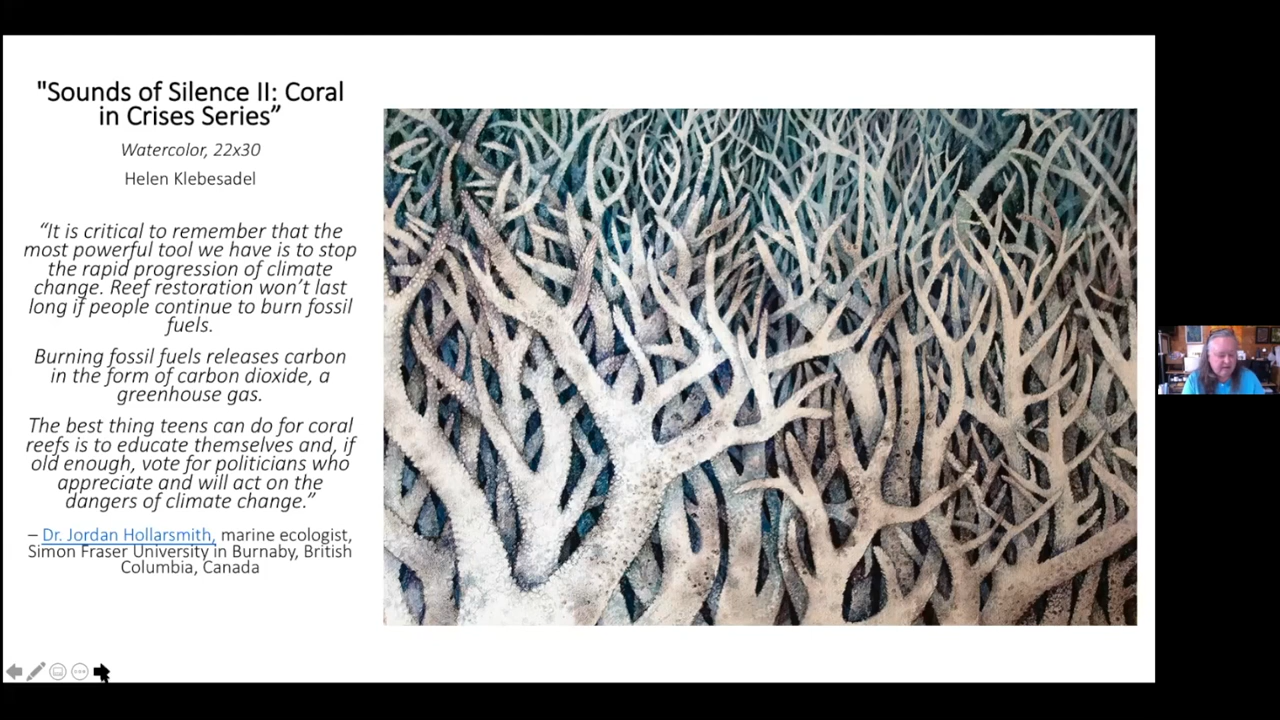 "Sounds of Silence II: Coral
in Crises Series”
Watercolor, 22x30
Helen Klebesadel
“It is critical to remember that the
most powerful tool we have is to stop
the rapid progression of climate
change. Reef restoration won’t last
long if people continue to burn fossil
fuels.
Burning fossil fuels releases carbon
in the form of carbon dioxide, a
greenhouse gas.
The best thing teens can do for coral
reefs is to educate themselves and, if
old enough, vote for politicians who
appreciate and will act on the
dangers of climate change.”
– Dr. Jordan Hollarsmith, marine ecologist,
Simon Fraser University in Burnaby, British
Columbia, Canada